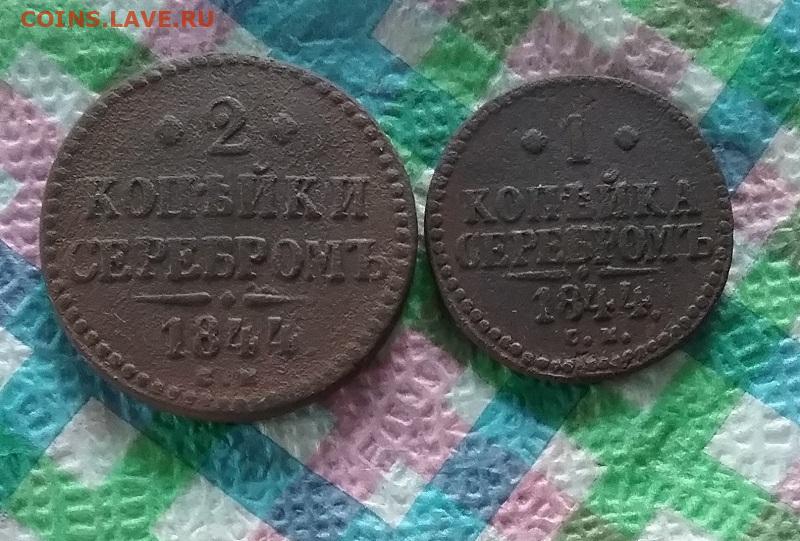 COINS.LAVE.RU
· 2 ·
КОПѢЙКИ
СЕРЕБРОМЪ
1844
· 1 ·
КОПѢЙКА
СЕРЕБРОМЪ
1844.